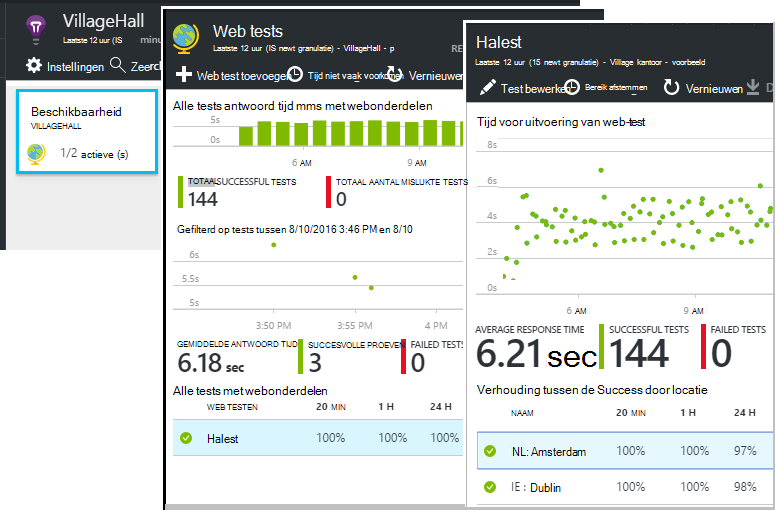 VillageHall
Laatste 12 uur (IS minu
Instellingen Zeerch
Beschikbaarheid
VILLAGEHALL
1/2 actieve (s)
Web tests
Laatste 12 uur (IS newt granulatie) - VillageHall - p
RE
Web test toevoegen Tijd niet vaak voorkomen Vernieuwen
Alle tests antwoord tijd mms met webonderdelen
5s
0s
6 AM
9 AM
TOTAALSUCCESSFUL TESTS
144
TOTAAL AANTAL MISLUKTE TESTS
0
Gefilterd op tests tussen 8/10/2016 3:46 PM en 8/10
6s
5.5s
5s
3:50 PM 3:55 PM 4 PM
GEMIDDELDE ANTWOORD TIJD
6.18 sec
SUCCESVOLLE PROEVEN
3
FAILED TESTS
0
Alle tests met webonderdelen
WEB TESTEN 20 MIN 1 H 24 H
Halest 100% 100% 100%
Halest
Laatste 12 uur (15 newt granulatie) - Village kantoor - voorbeeld
Test bewerken Bereik afstemmen Vernieuwen D
Tijd voor uitvoering van web-test
8s
6s
4s
2s
0s
6 AM 9 AM
AVERAGE RESPONSE TIME
6.21 sec
SUCCESSFUL TESTS
144
FAILED TESTS
0
Verhouding tussen de Success door locatie
NAAM 20 MIN 1 H 24 H
NL: Amsterdam 100% 100% 97%
IE : Dublin 100% 100% 98%